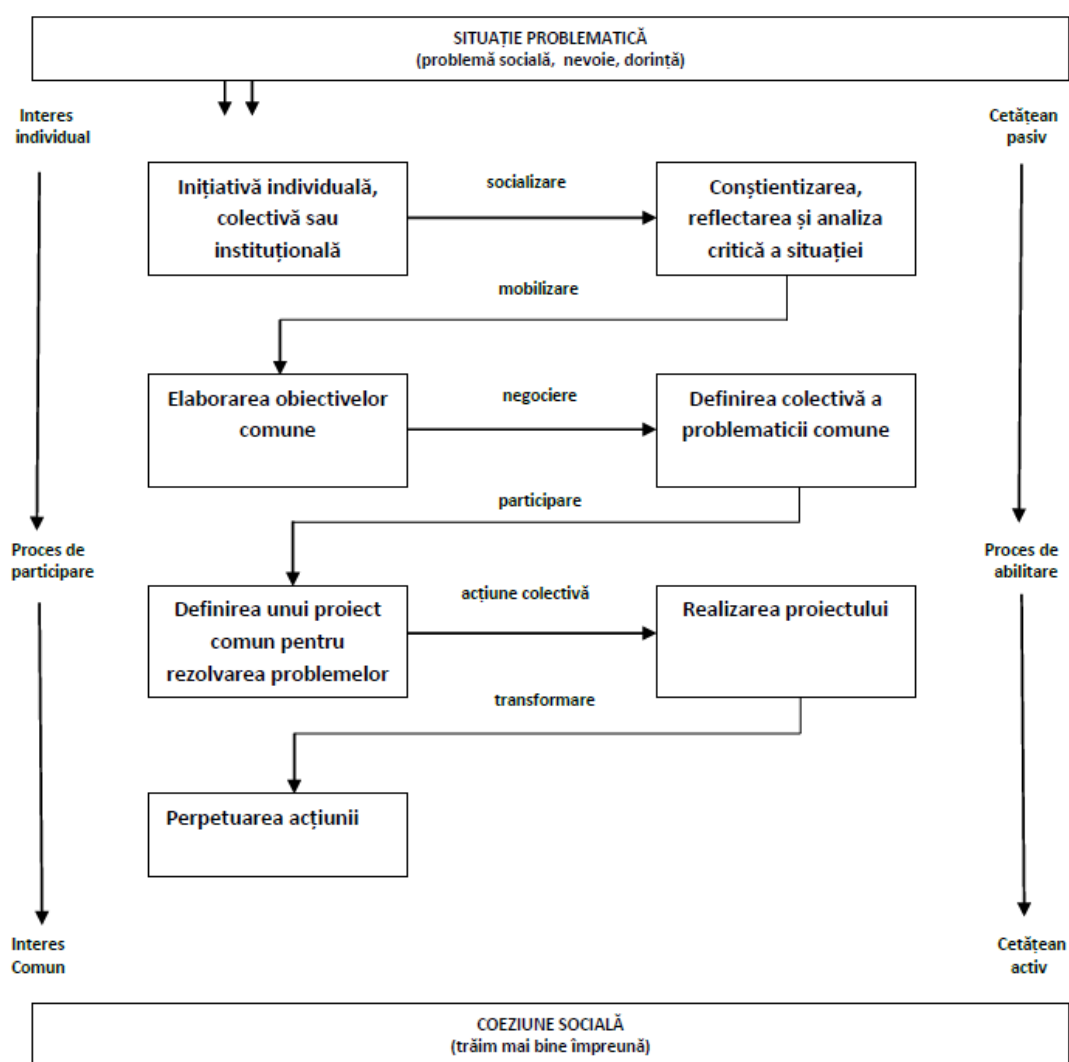 SITUAȚIE PROBLEMATICĂ
(problemă socială, nevoie, dorință)
Interes
individual
Cetățean
pasiv
Inițiativă individuală,
colectivă sau
instituțională
socializare
Conștientizarea,
reflectarea și analiza
critică a situației
mobilizare
Elaborarea obiectivelor
comune
negociere
Definirea colectivă a
problematicii comune
participare
Proces de
participare
Proces de
abilitare
Definirea unui proiect
comun pentru
rezolvarea problemelor
acțiune colectivă
Realizarea proiectului
transformare
Perpetuarea acțiunii
Interes
Comun
Cetățean
activ
COEZIUNE SOCIALĂ
(trăim mai bine împreună)